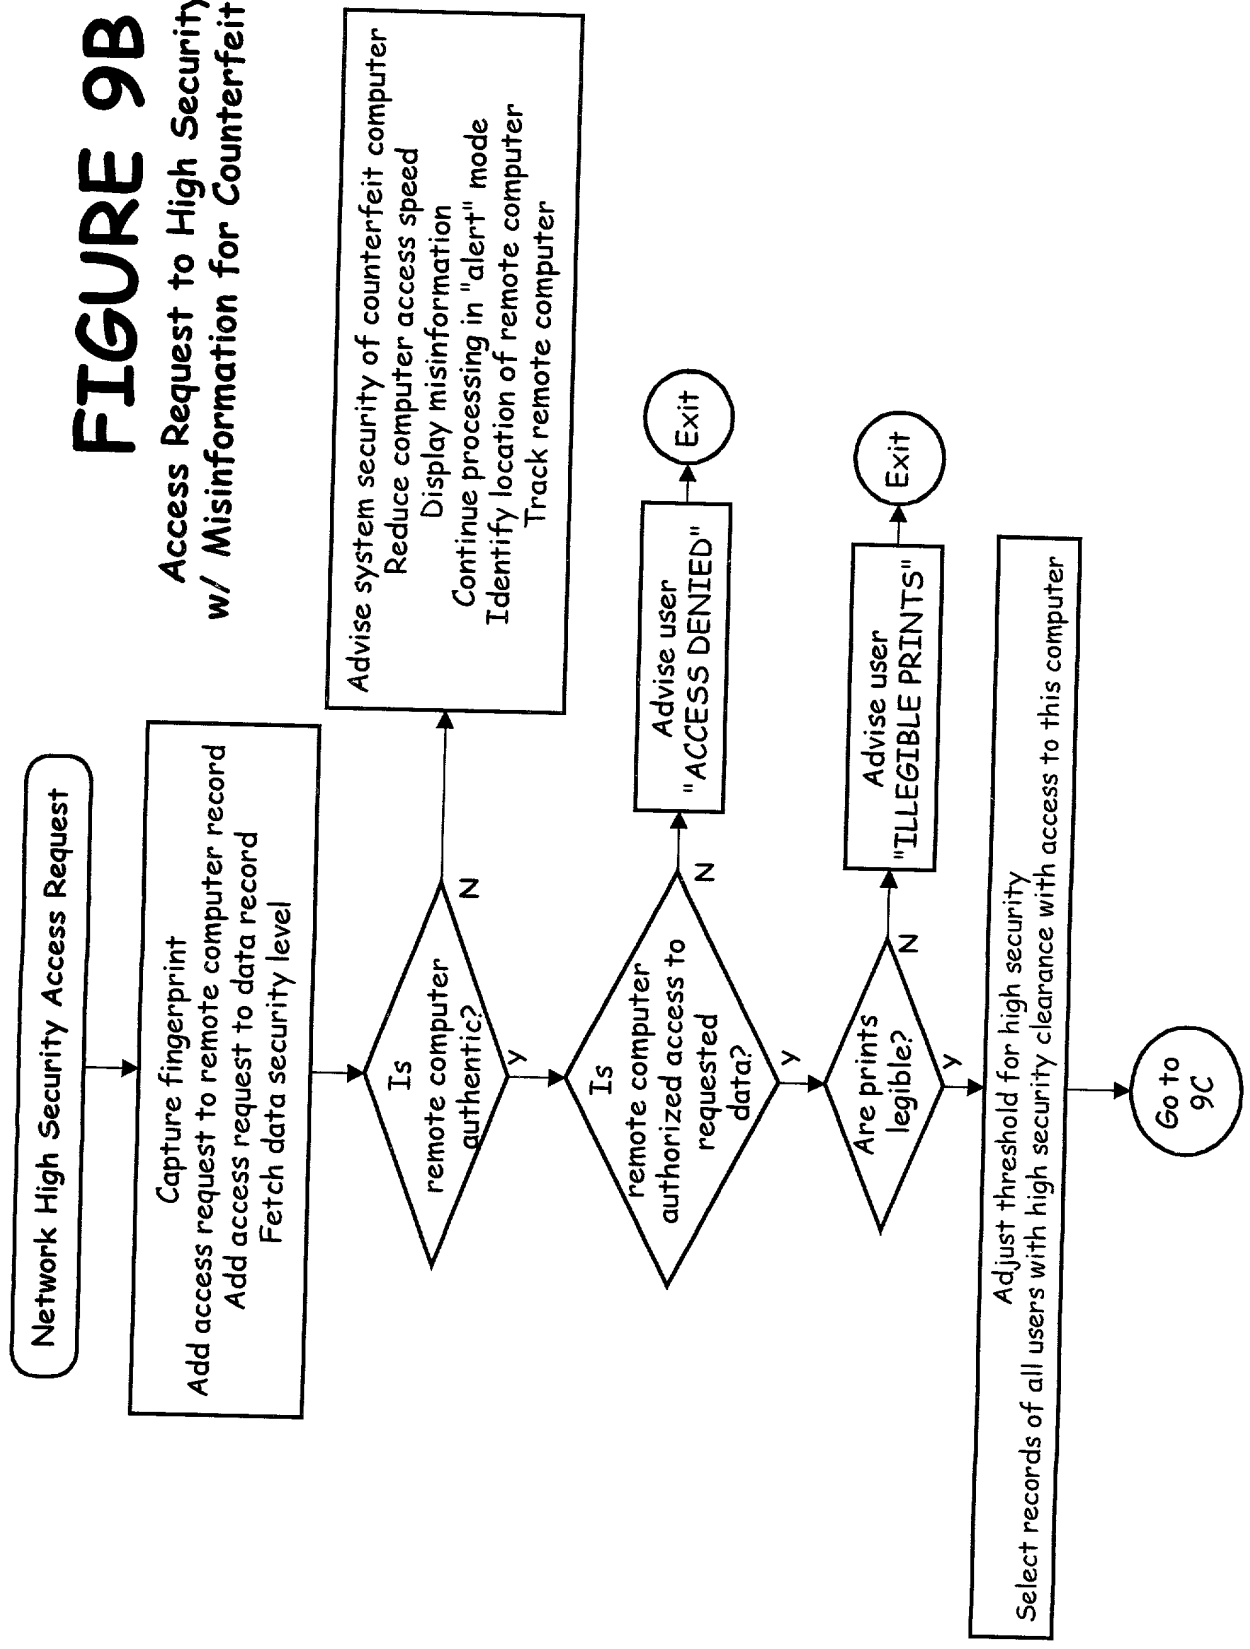 FIGURE 9B
Access Request to High Security
w/ Misinformation for Counterfeit
Network High Security Access Request
Capture fingerprint
Add access request to remote computer record
Add access request to data record
Fetch data security level
Is
remote computer
authentic?
N
Y
Advise system security of counterfeit computer
Reduce computer access speed
Display misinformation
Continue processing in "alert" mode
Identify location of remote computer
Track remote computer
Is
remote computer
authorized access to
requested
data?
N
Y
Advise user
"ACCESS DENIED"
Exit
Are prints
legible?
N
Y
Advise user
"ILLEGIBLE PRINTS"
Exit
Adjust threshold for high security
Select records of all users with high security clearance with access to this computer
Go to
9C